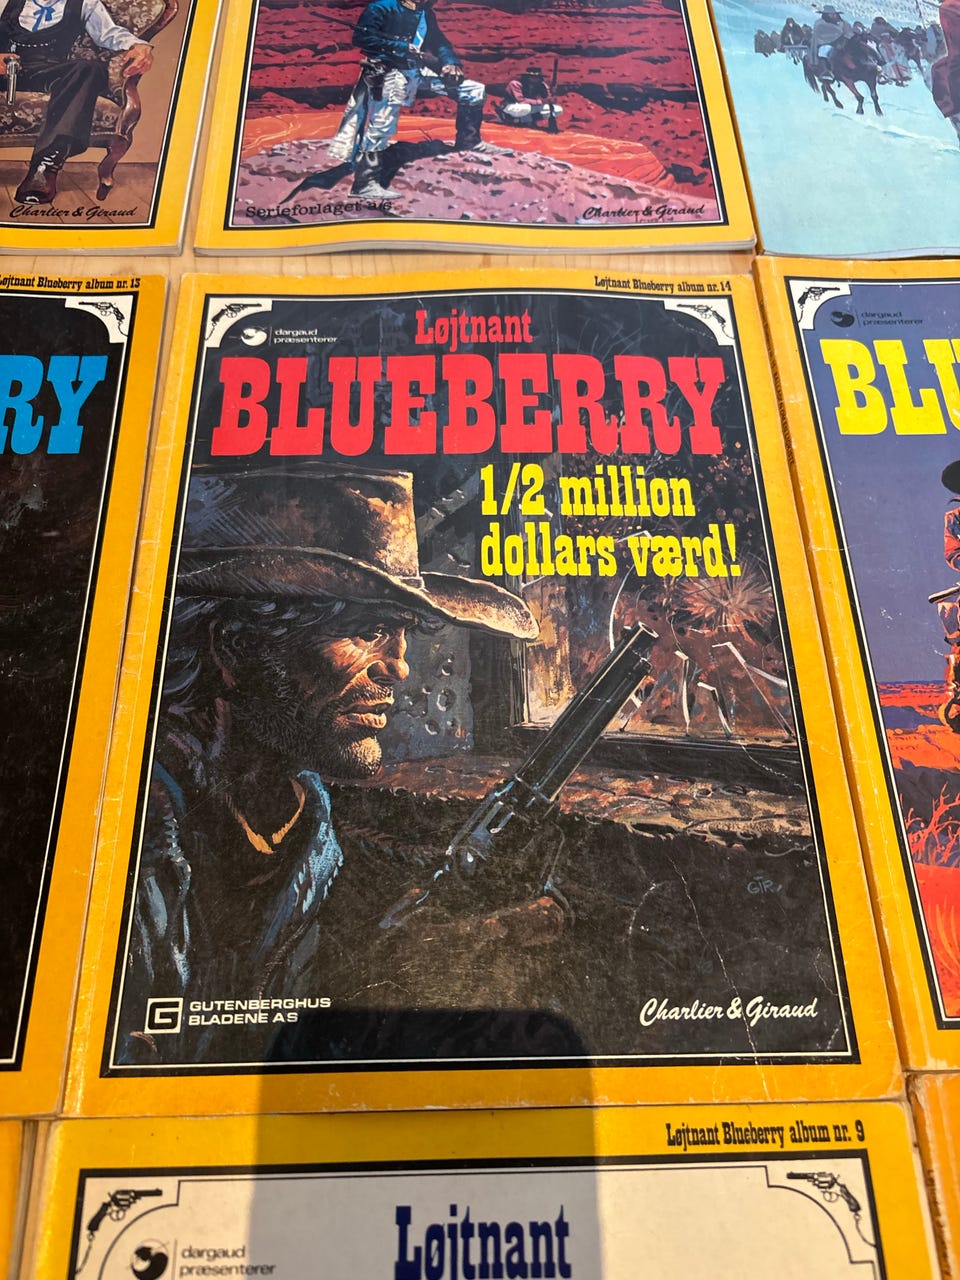 Charlier & Giraud
Serieforlaget a/s
Charlier & Giraud
Løjtnant Blueberry album nr. 13
RY
Løjtnant Blueberry album nr. 14
dargaud
præsenterer
Løjtnant
BLUEBERRY
1/2 million
dollars værd!
GIR
G GUTENBERGHUS
BLADENE AS
Charlier & Giraud
dargaud
præsenterer
BLU
Løjtnant Blueberry album nr. 9
dargaud
præsenterer
Løjtnant